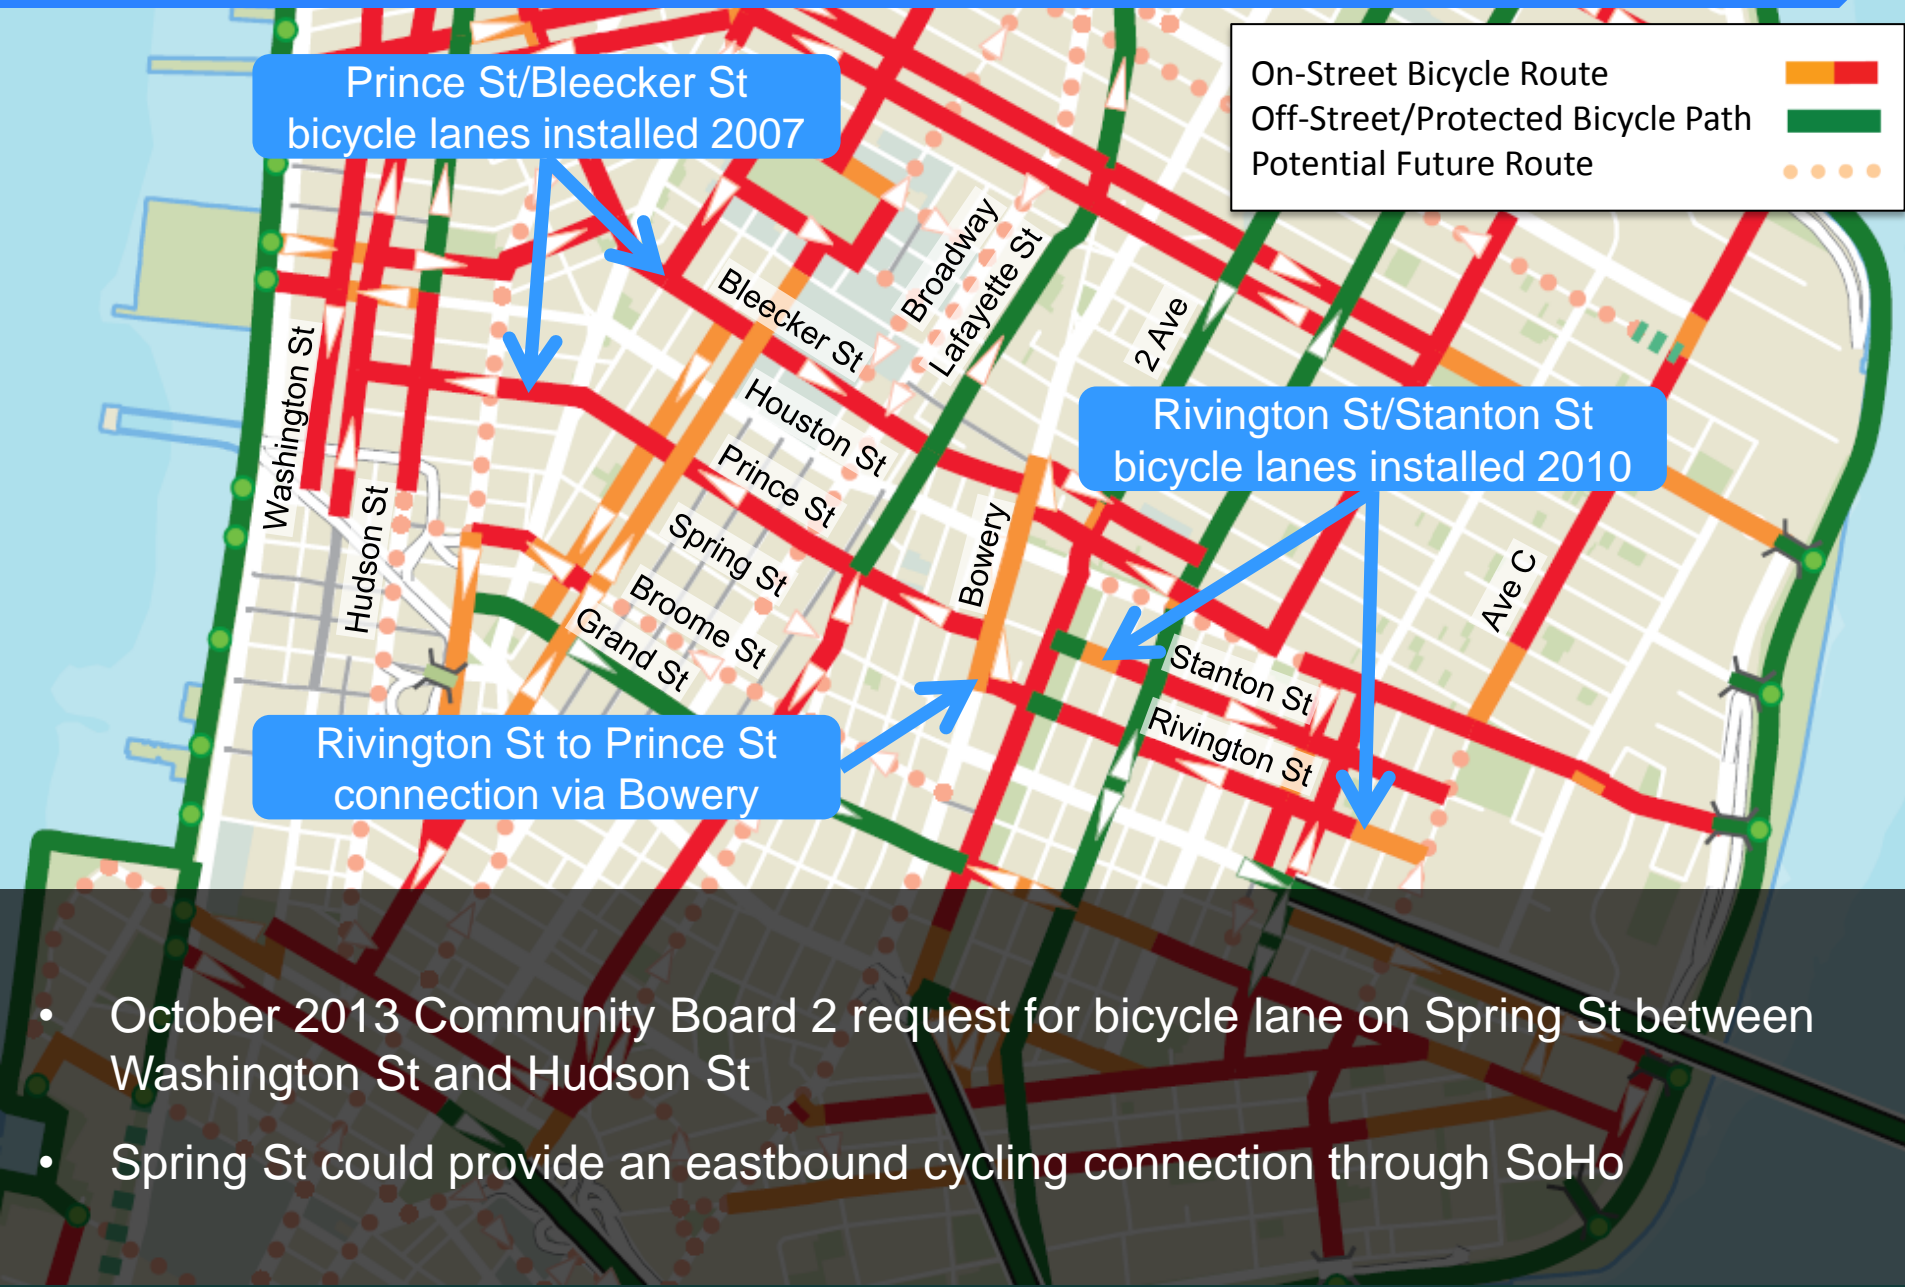 Prince St/Bleecker St
bicycle lanes installed 2007
On-Street Bicycle Route
Off-Street/Protected Bicycle Path
Potential Future Route
Broadway
Lafayette St
Bleecker St
2 Ave
Washington St
Houston St
Rivington St/Stanton St
bicycle lanes installed 2010
Prince St
Hudson St
Spring St
Bowery
Ave C
Broome St
Grand St
Stanton St
Rivington St
Rivington St to Prince St
connection via Bowery
• October 2013 Community Board 2 request for bicycle lane on Spring St between
Washington St and Hudson St
• Spring St could provide an eastbound cycling connection through SoHo